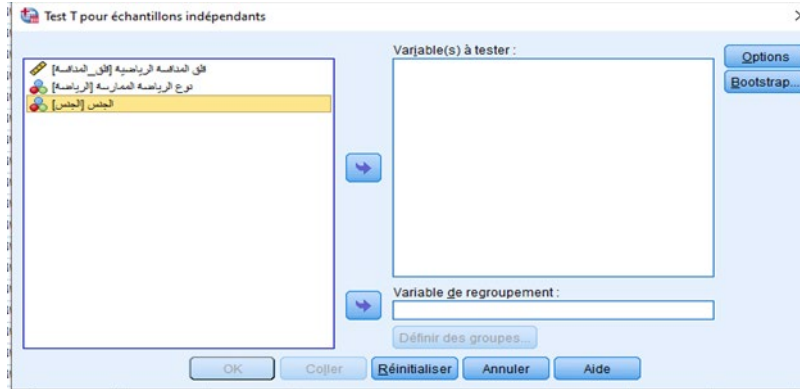 Test T pour échantillons indépendants
Variable(s) à tester :
Options
Bootstrap...
قلق المنافسة الرياضية [قلق_المنافسة]
نوع الرياضة الممارسة [الرياضة]
الجنس [الجنس]
Variable de regroupement :
Définir des groupes...
OK
Coller
Réinitialiser
Annuler
Aide